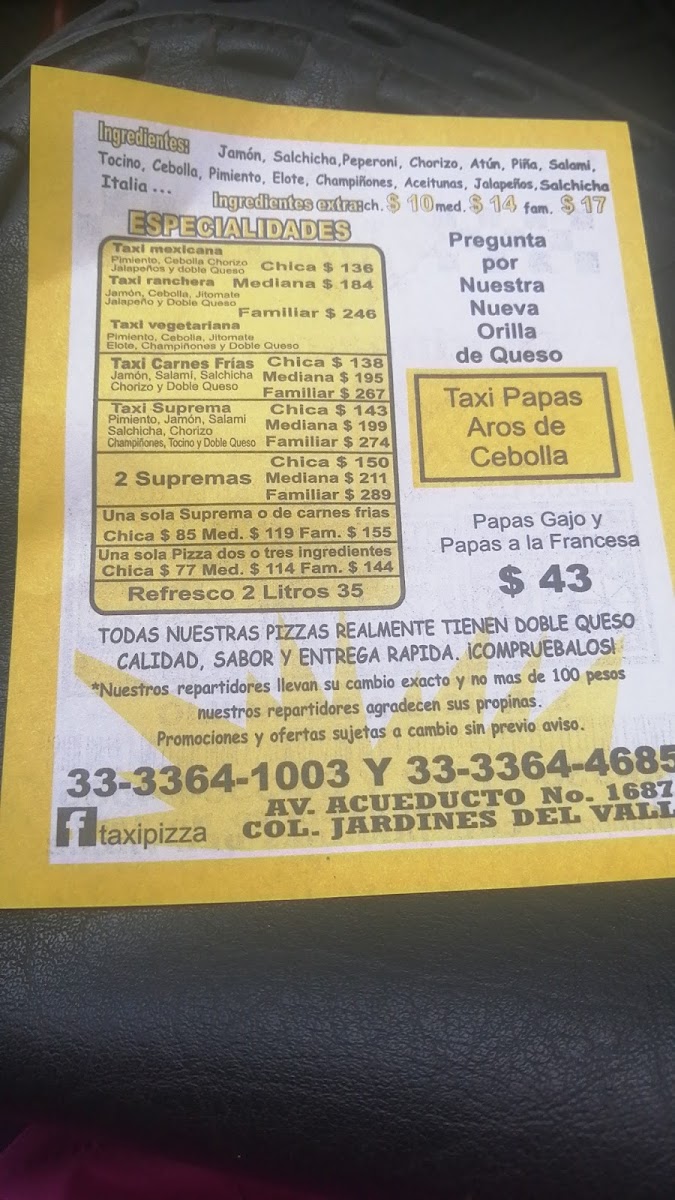 Ingredientes: Jamón, Salchicha,Peperoni, Chorizo, Atún, Piña, Salami,
Tocino, Cebolla, Pimiento, Elote, Champiñones, Aceitunas, Jalapeños, Salchicha
Italia ...
Ingredientes extra:ch. $ 10 med. $ 14 fam. $ 17
ESPECIALIDADES
Taxi mexicana
Pimiento, Cebolla Chorizo
Jalapeños y doble Queso
Chica $ 136
Taxi ranchera Mediana $ 184
Jamón, Cebolla, Jitomate
Jalapeño y Doble Queso
Familiar $ 246
Taxi vegetariana
Pimiento, Cebolla, Jitomate
Elote, Champiñones y Doble Queso
Taxi Carnes Frías Chica $ 138
Jamón, Salami, Salchicha Mediana $ 195
Chorizo y Doble Queso
Familiar $ 267
Taxi Suprema Chica $ 143
Pimiento, Jamón, Salami
Salchicha, Chorizo
Mediana $ 199
Champiñones, Tocino y Doble Queso Familiar $ 274
Chica $ 150
2 Supremas Mediana $ 211
Familiar $ 289
Una sola Suprema o de carnes frias
Chica $ 85 Med. $ 119 Fam. $ 155
Una sola Pizza dos o tres ingredientes
Chica $ 77 Med. $ 114 Fam. $ 144
Refresco 2 Litros 35
Pregunta
por
Nuestra
Nueva
Orilla
de Queso
Taxi Papas
Aros de
Cebolla
Papas Gajo y
Papas a la Francesa
$ 43
TODAS NUESTRAS PIZZAS REALMENTE TIENEN DOBLE QUESO
CALIDAD, SABOR Y ENTREGA RAPIDA. ¡COMPRUEBALOS!
*Nuestros repartidores llevan su cambio exacto y no mas de 100 pesos
nuestros repartidores agradecen sus propinas.
Promociones y ofertas sujetas a cambio sin previo aviso.
33-3364-1003 Y 33-3364-4685
AV. ACUEDUCTO No. 1687
COL. JARDINES DEL VALL
f taxipizza